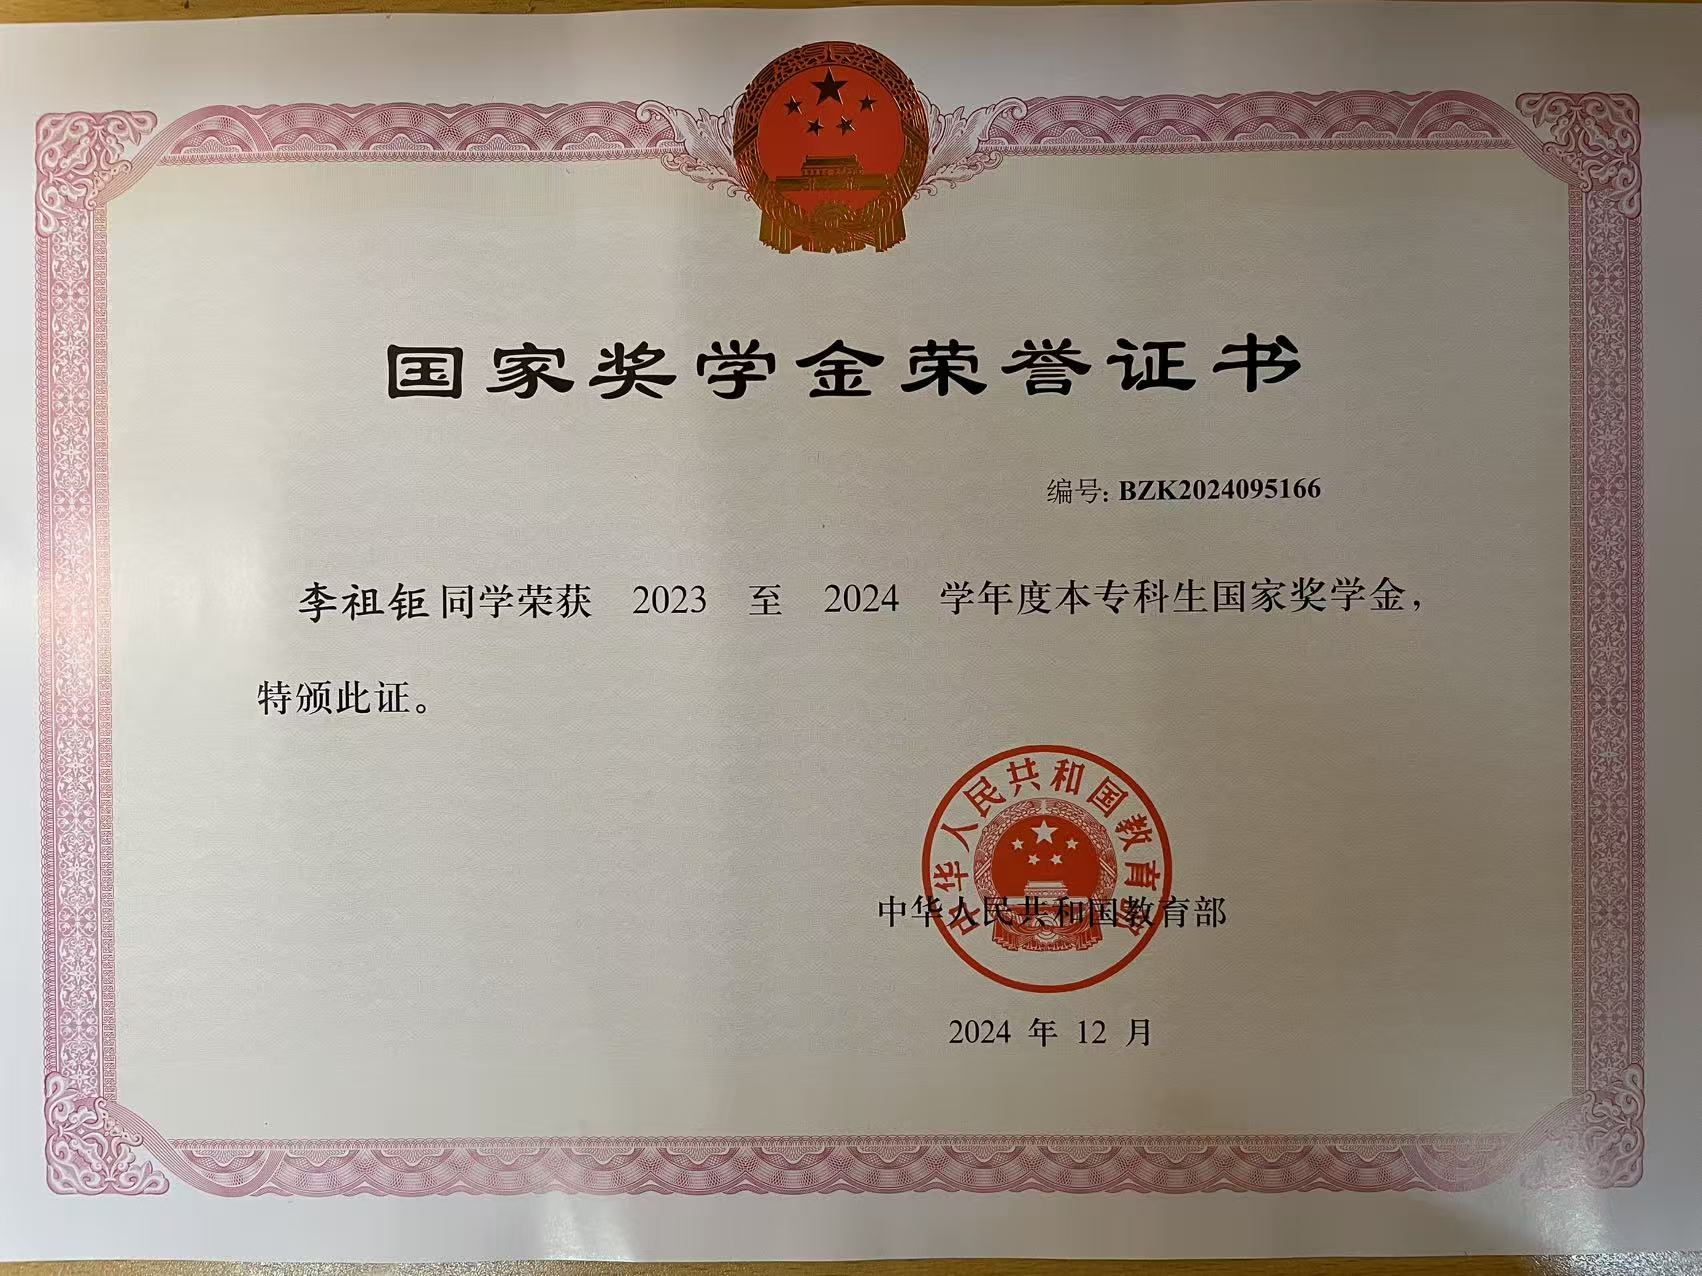 国家奖学金荣誉证书
编号: BZK2024095166
李祖钜同学荣获 2023 至 2024 学年度本专科生国家奖学金，
特颁此证。
中华人民共和国教育部
中华人民共和国教育部
2024 年 12 月